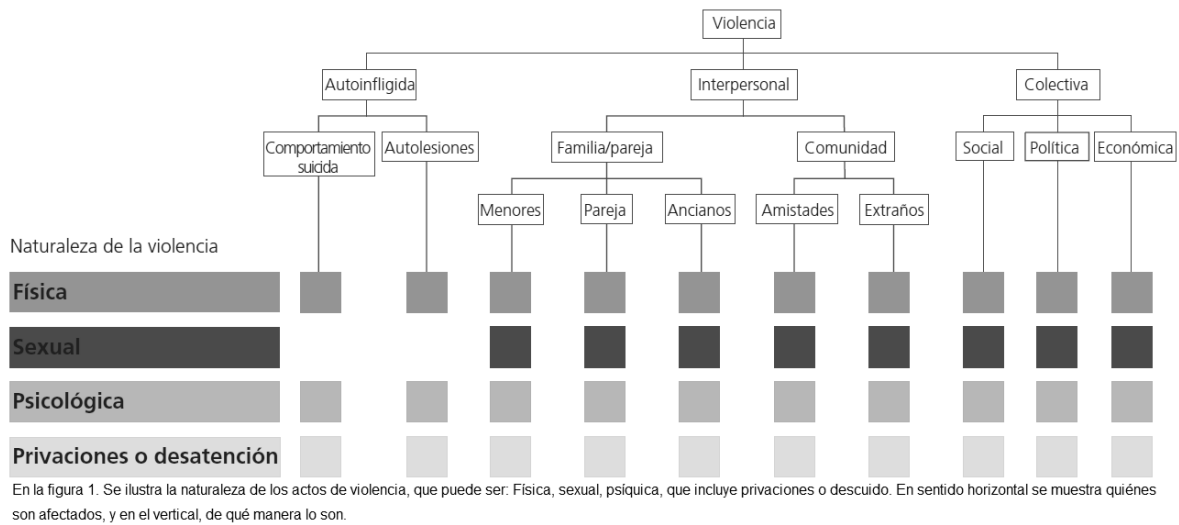 Violencia
Autoinfligida Interpersonal Colectiva
Comportamiento
suicida
Autolesiones Familia/pareja Comunidad Social Política Económica
Menores Pareja Ancianos Amistades Extraños
Naturaleza de la violencia
Física
Sexual
Psicológica
Privaciones o desatención
En la figura 1. Se ilustra la naturaleza de los actos de violencia, que puede ser: Física, sexual, psíquica, que incluye privaciones o descuido. En sentido horizontal se muestra quiénes
son afectados, y en el vertical, de qué manera lo son.